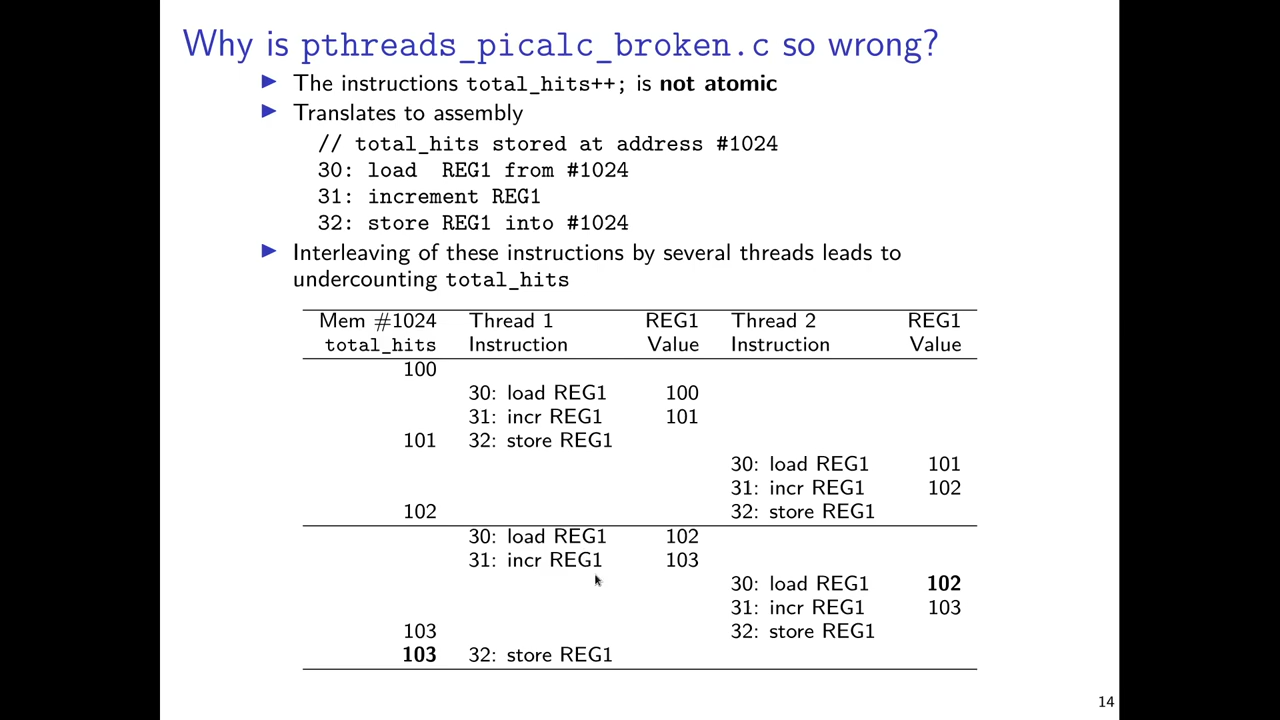 Why is pthreads_picalc_broken.c so wrong?
The instructions total_hits++; is not atomic
Translates to assembly
// total_hits stored at address #1024
30: load  REG1 from #1024
31: increment REG1
32: store REG1 into #1024
Interleaving of these instructions by several threads leads to
undercounting total_hits
Mem #1024 Thread 1 REG1 Thread 2 REG1
total_hits Instruction Value Instruction Value
100
30: load REG1 100
31: incr REG1 101
101 32: store REG1
30: load REG1 101
31: incr REG1 102
102 32: store REG1
30: load REG1 102
31: incr REG1 103
30: load REG1 102
31: incr REG1 103
103 32: store REG1
103 32: store REG1
14